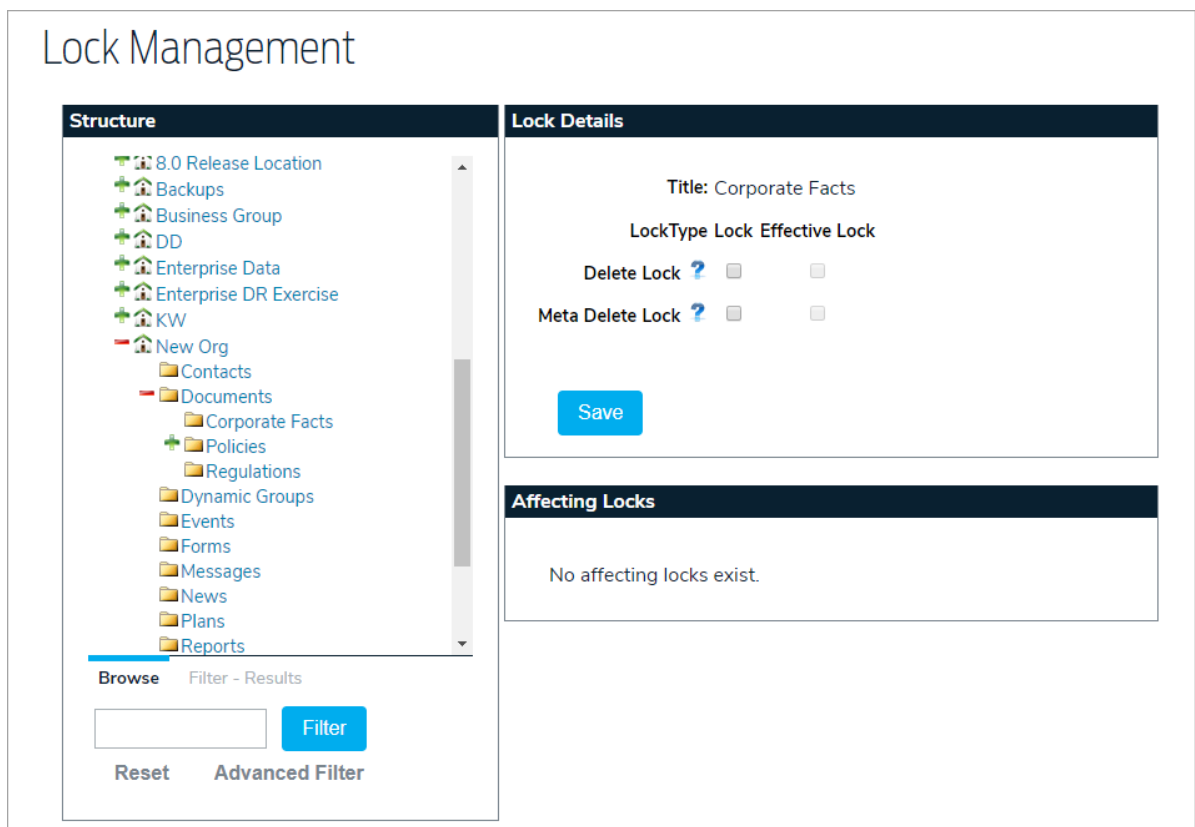 Lock Management
Structure
8.0 Release Location
Backups
Business Group
DD
Enterprise Data
Enterprise DR Exercise
KW
New Org
Contacts
Documents
Corporate Facts
Policies
Regulations
Dynamic Groups
Events
Forms
Messages
News
Plans
Reports
Browse Filter - Results
Filter
Reset Advanced Filter
Lock Details
Title: Corporate Facts
LockType Lock Effective Lock
Delete Lock ?
Meta Delete Lock ?
Save
Affecting Locks
No affecting locks exist.